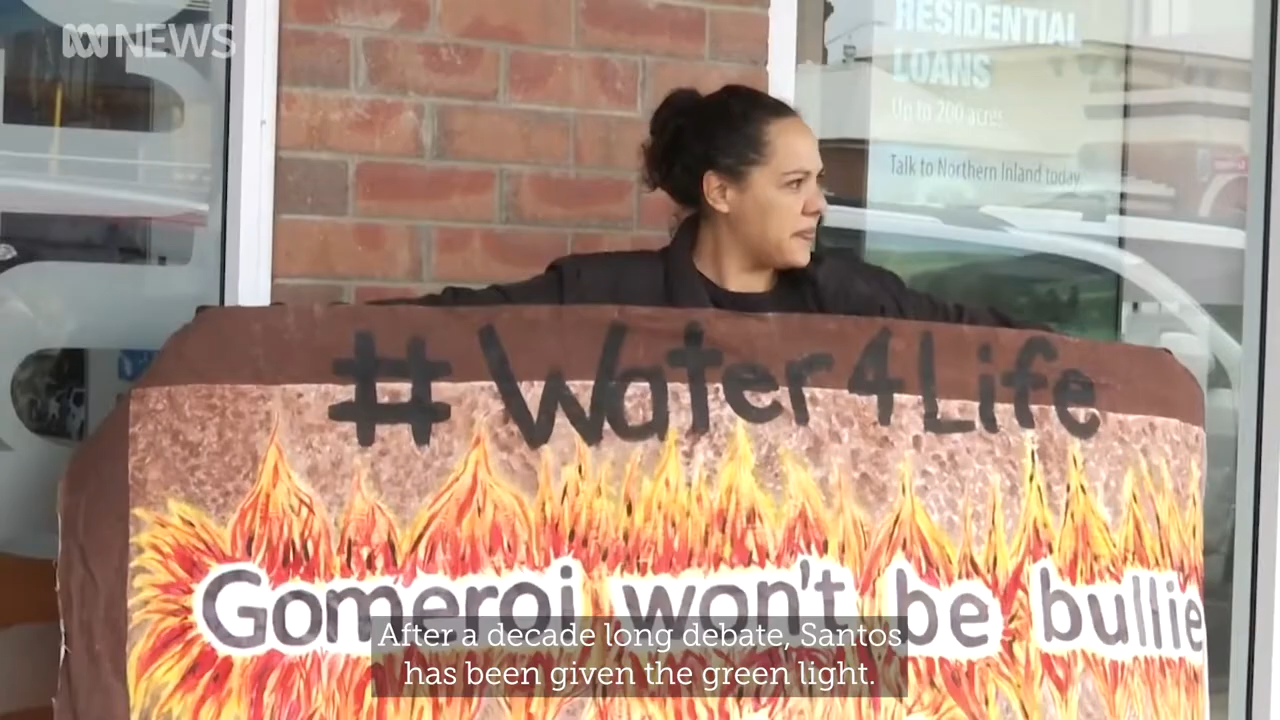 NEWS
RESIDENTIAL
LOANS
Up to 200 acres
Talk to Northern Inland today
#Water4Life
Gomeroi won't be bullie
After a decade long debate, Santos
has been given the green light.